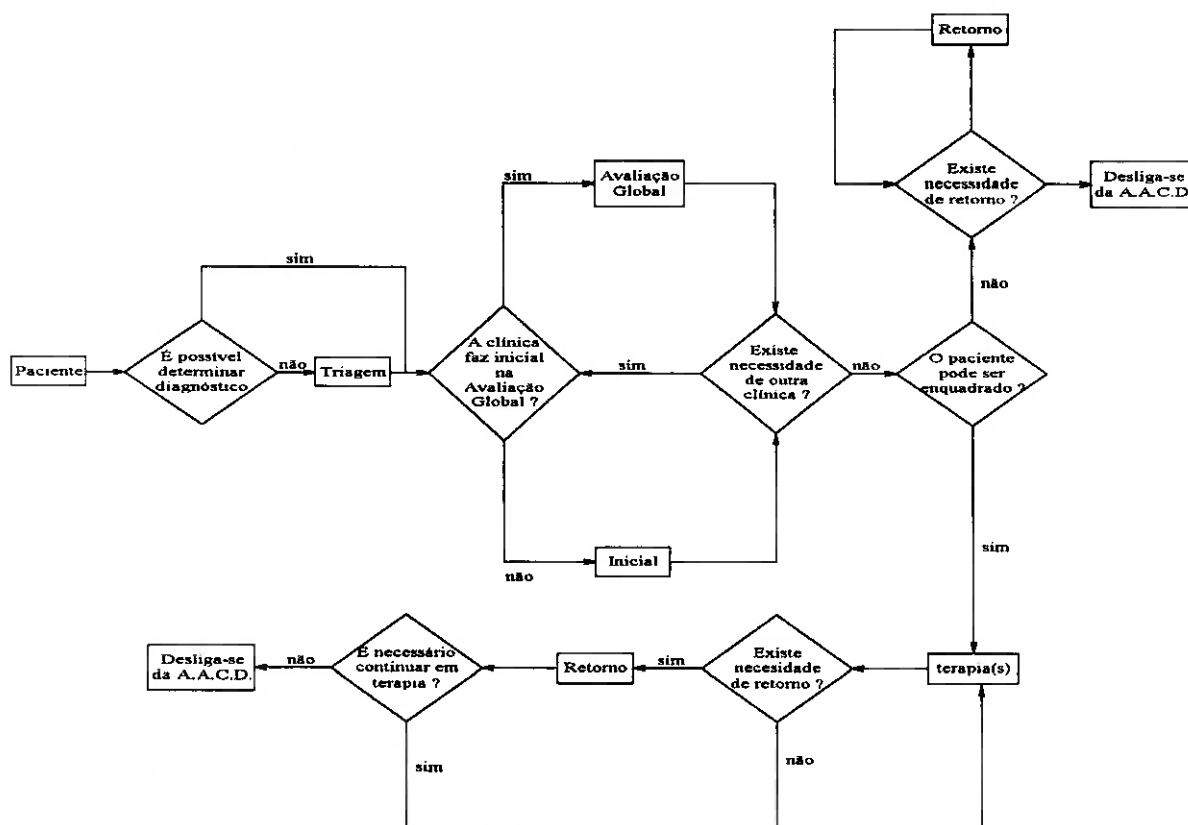 Retorno
Existe
necessidade
de retorno ?
Desliga-se
da A.A.C.D.
sim
Avaliação
Global
não
sim
Paciente
É possível
determinar
diagnóstico
não
Triagem
A clínica
faz inicial
na
Avaliação
Global ?
sim
Existe
necessidade
de outra
clínica ?
não
O paciente
pode ser
enquadrado ?
sim
não
Inicial
Desliga-se
da A.A.C.D.
não
É necessário
continuar em
terapia ?
Retorno
sim
Existe
necesidade
de retorno ?
terapia(s)
sim
não